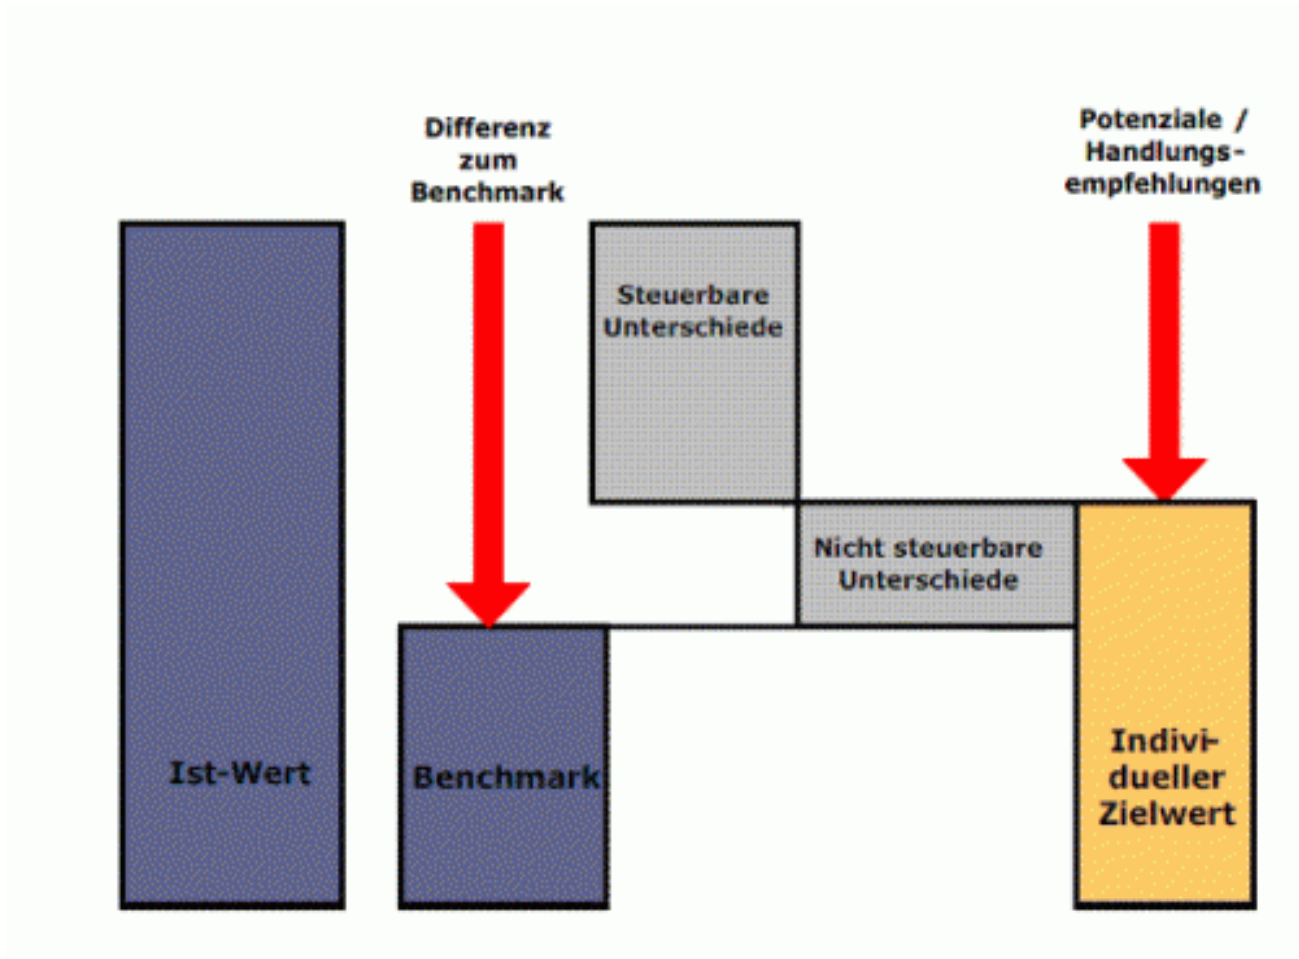 Differenz
zum
Benchmark
Potenziale /
Handlungs-
empfehlungen
Steuerbare
Unterschiede
Nicht steuerbare
Unterschiede
Ist-Wert
Benchmark
Indivi-
dueller
Zielwert